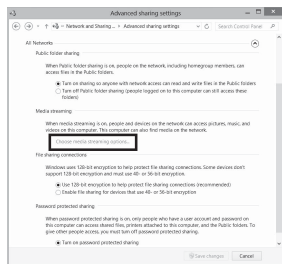 Advanced sharing settings
Network and Sharing ... Advanced sharing settings
Search Control Panel
All Networks
Public folder sharing
When Public folder sharing is on, people on the network, including homegroup members, can
access files in the Public folders.
Turn on sharing so anyone with network access can read and write files in the Public folders
Turn off Public folder sharing (people logged on to this computer can still access these
folders)
Media streaming
When media streaming is on, people and devices on the network can access pictures, music, and
videos on this computer. This computer can also find media on the network.
Choose media streaming options...
File sharing connections
Windows uses 128-bit encryption to help protect file sharing connections. Some devices don't
support 128-bit encryption and must use 40- or 56-bit encryption.
Use 128-bit encryption to help protect file sharing connections (recommended)
Enable file sharing for devices that use 40- or 56-bit encryption
Password protected sharing
When password protected sharing is on, only people who have a user account and password on
this computer can access shared files, printers attached to this computer, and the Public folders. To
give other people access, you must turn off password protected sharing.
Turn on password protected sharing
Save changes
Cancel